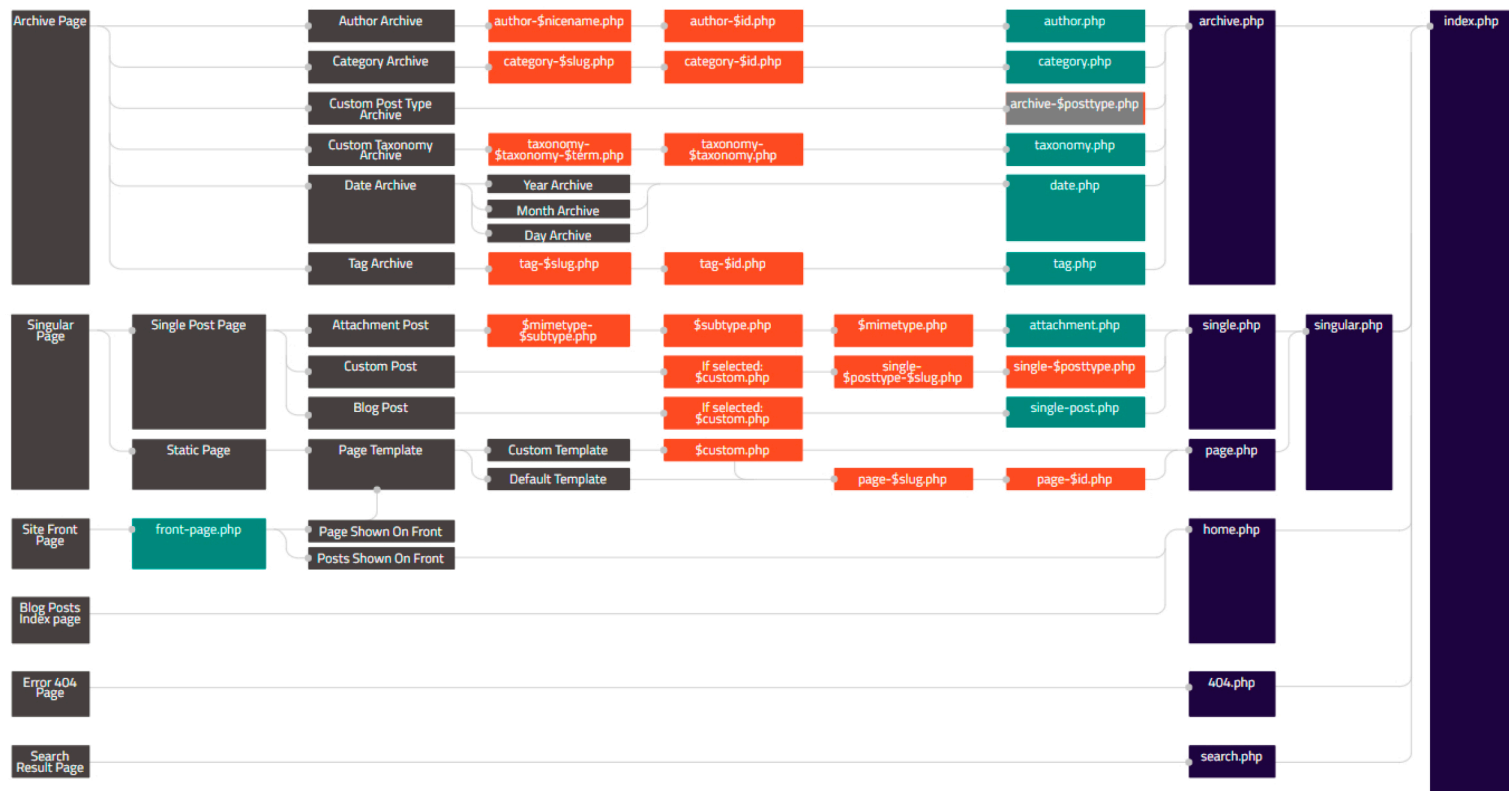 Archive Page
Author Archive
author-$nicename.php
author-$id.php
author.php
archive.php
index.php
Category Archive
category-$slug.php
category-$id.php
category.php
Custom Post Type
Archive
archive-$posttype.php
Custom Taxonomy
Archive
taxonomy-
$taxonomy-$term.php
taxonomy-
$taxonomy.php
taxonomy.php
Date Archive
Year Archive
Month Archive
Day Archive
date.php
Tag Archive
tag-$slug.php
tag-$id.php
tag.php
Singular
Page
Single Post Page
Attachment Post
$mimetype-
$subtype.php
$subtype.php
$mimetype.php
attachment.php
single.php
singular.php
Custom Post
If selected:
$custom.php
single-
$posttype-$slug.php
single-$posttype.php
Blog Post
If selected:
$custom.php
single-post.php
Static Page
Page Template
Custom Template
$custom.php
page.php
Default Template
page-$slug.php
page-$id.php
Site Front
Page
front-page.php
Page Shown On Front
Posts Shown On Front
home.php
Blog Posts
Index page
Error 404
Page
404.php
Search
Result Page
search.php